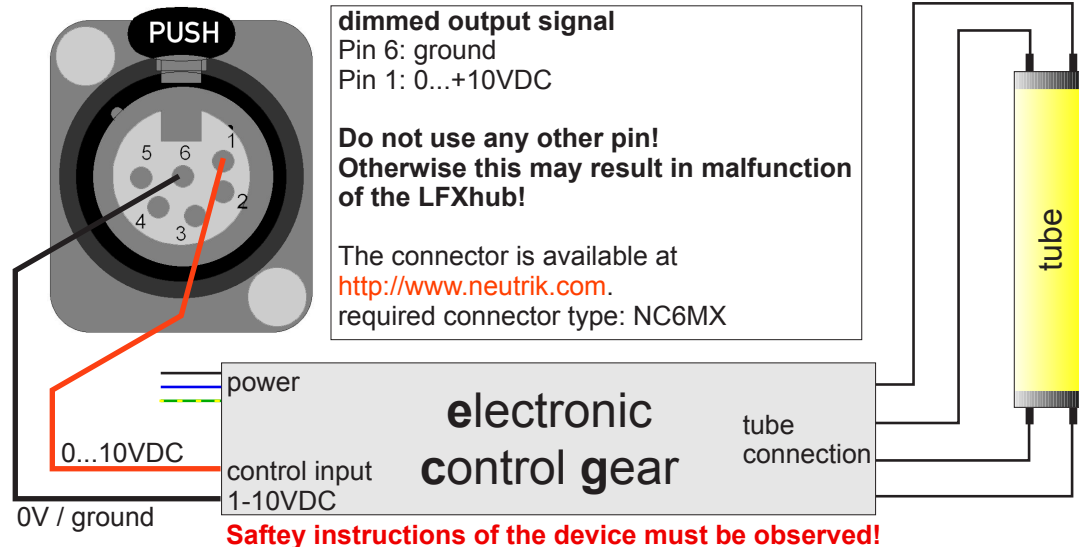 PUSH
1
2
3
4
5
6
dimmed output signal
Pin 6: ground
Pin 1: 0...+10VDC
Do not use any other pin!
Otherwise this may result in malfunction
of the LFXhub!
The connector is available at
http://www.neutrik.com.
required connector type: NC6MX
tube
power
electronic
control gear
tube
connection
0...10VDC
control input
1-10VDC
0V / ground
Saftey instructions of the device must be observed!